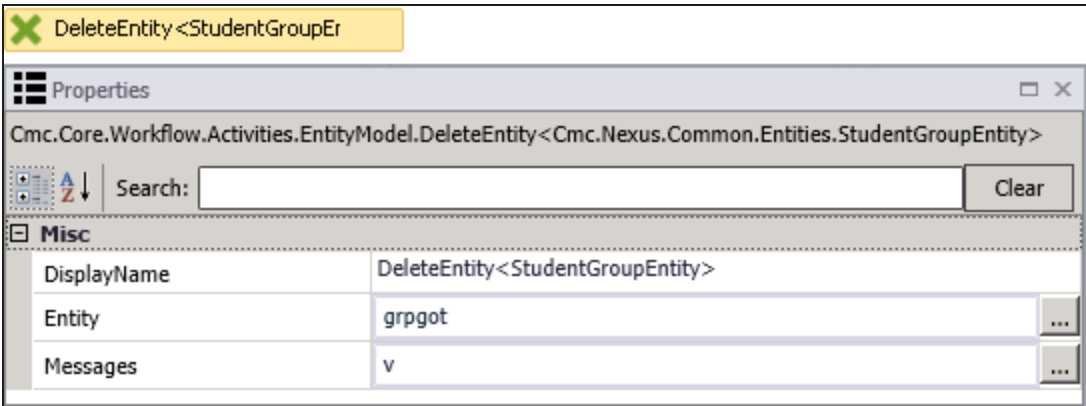 DeleteEntity<StudentGroupEr
Properties
Cmc.Core.Workflow.Activities.EntityModel.DeleteEntity<Cmc.Nexus.Common.Entities.StudentGroupEntity>
A Z Search: Clear
Misc
DisplayName DeleteEntity<StudentGroupEntity>
Entity grpgot ...
Messages v ...